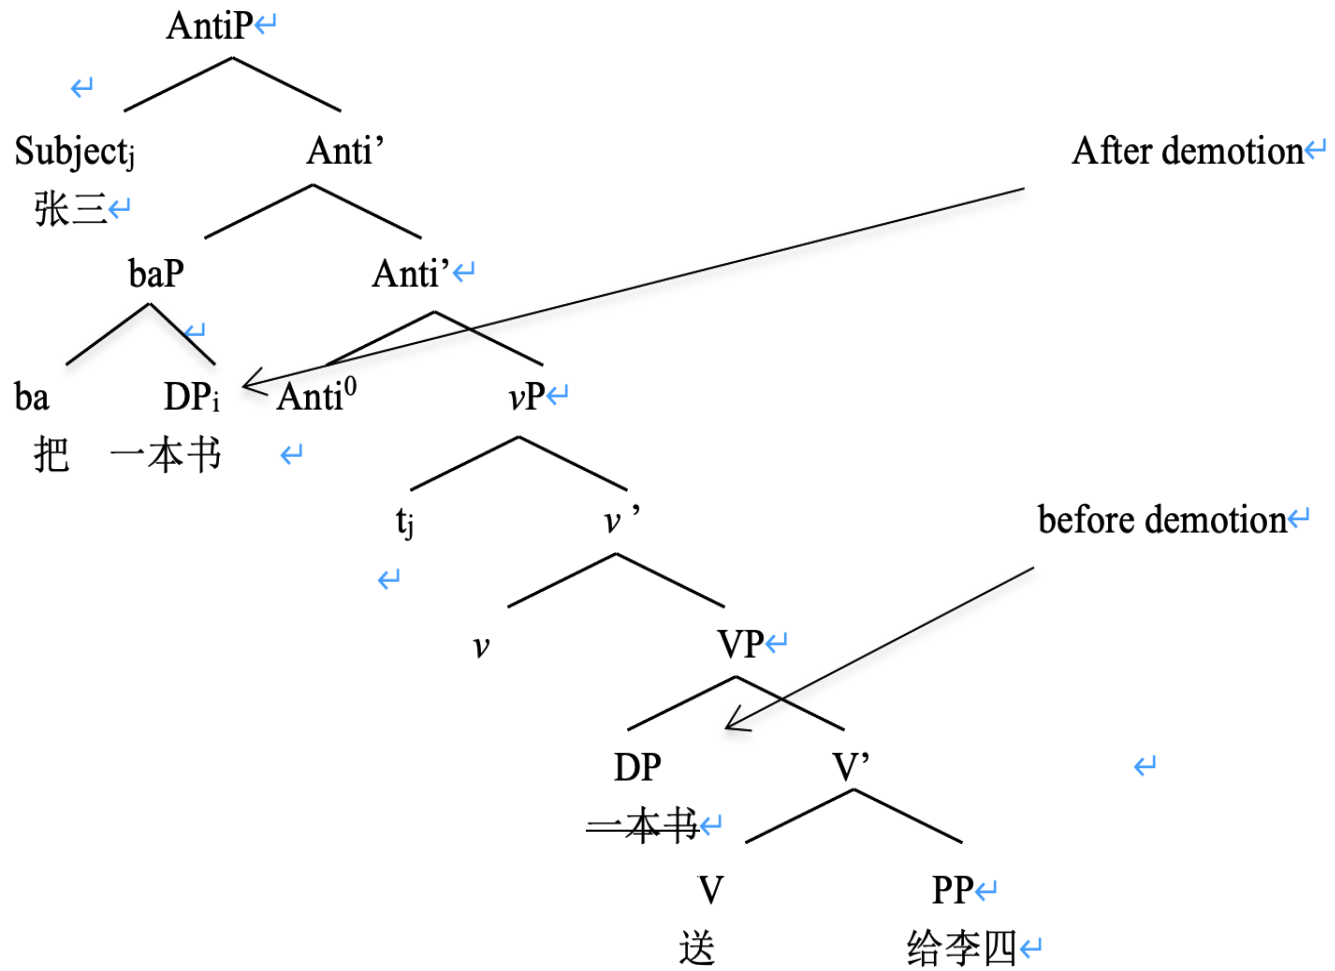 AntiP↵
↵
Subjectj Anti’ After demotion↵
张三↵
baP Anti’↵
↵
ba DPi Anti0 vP↵
把 一本书 ↵
tj v ’ before demotion↵
↵
v VP↵
DP V’ ↵
一本书↵
V PP↵
送 给李四↵